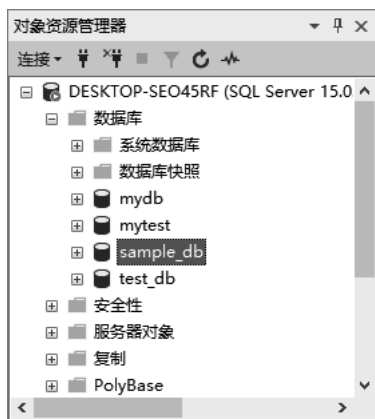 对象资源管理器
连接
DESKTOP-SEO45RF (SQL Server 15.0
数据库
系统数据库
数据库快照
mydb
mytest
sample_db
test_db
安全性
服务器对象
复制
PolyBase